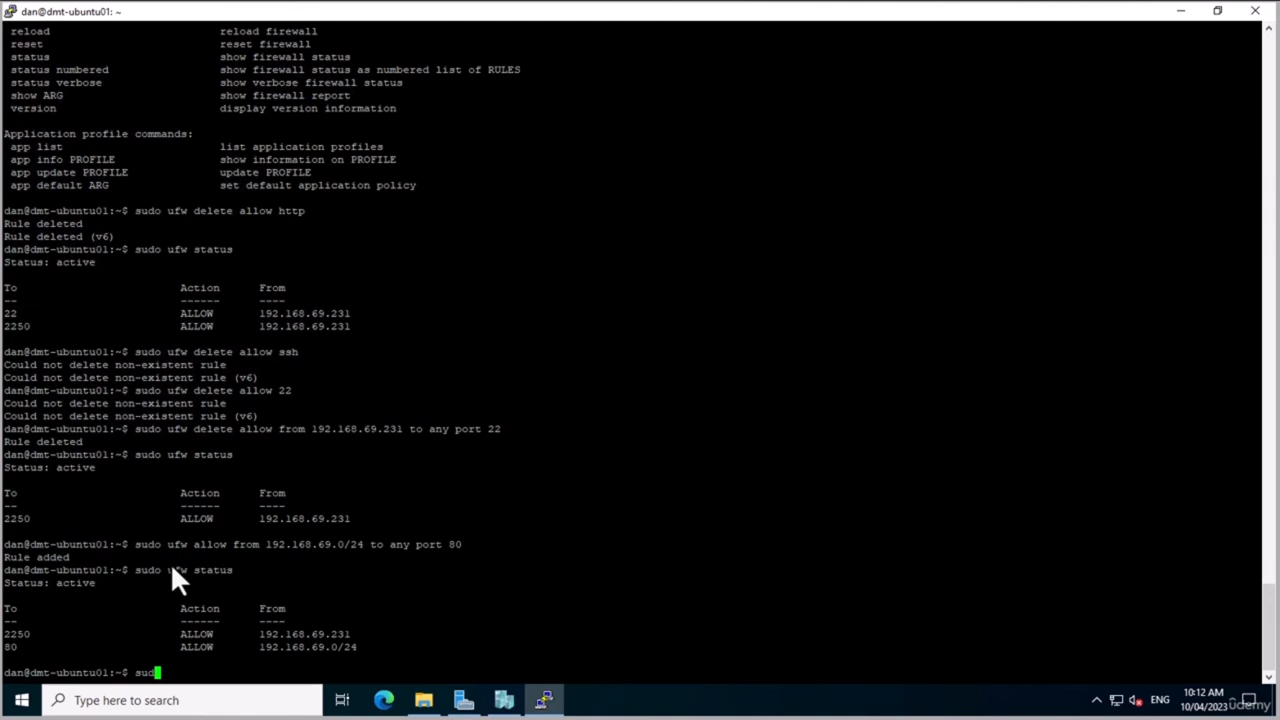 dan@dmt-ubuntu01: ~
reload show firewall
reset reset firewall
status show firewall status
status numbered show firewall status as numbered list of RULES
status verbose show verbose firewall status
show ARG show firewall report
version display version information
Application profile commands:
app list list application profiles
app info PROFILE show information on PROFILE
app update PROFILE update PROFILE
app default ARG set default application policy
dan@dmt-ubuntu01:~$ sudo ufw delete allow http
Rule deleted
Rule deleted (v6)
dan@dmt-ubuntu01:~$ sudo ufw status
Status: active
To Action From
-- ------ ----
22 ALLOW 192.168.69.231
2250 ALLOW 192.168.69.231
dan@dmt-ubuntu01:~$ sudo ufw delete allow ssh
Could not delete non-existent rule
Could not delete non-existent rule (v6)
dan@dmt-ubuntu01:~$ sudo ufw delete allow 22
Could not delete non-existent rule
Could not delete non-existent rule (v6)
dan@dmt-ubuntu01:~$ sudo ufw delete allow from 192.168.69.231 to any port 22
Rule deleted
dan@dmt-ubuntu01:~$ sudo ufw status
Status: active
To Action From
-- ------ ----
2250 ALLOW 192.168.69.231
dan@dmt-ubuntu01:~$ sudo ufw allow from 192.168.69.0/24 to any port 80
Rule added
dan@dmt-ubuntu01:~$ sudo ufw status
Status: active
To Action From
-- ------ ----
2250 ALLOW 192.168.69.231
80 ALLOW 192.168.69.0/24
dan@dmt-ubuntu01:~$ sud
Type here to search
ENG
10:12 AM
10/04/2023
Udemy